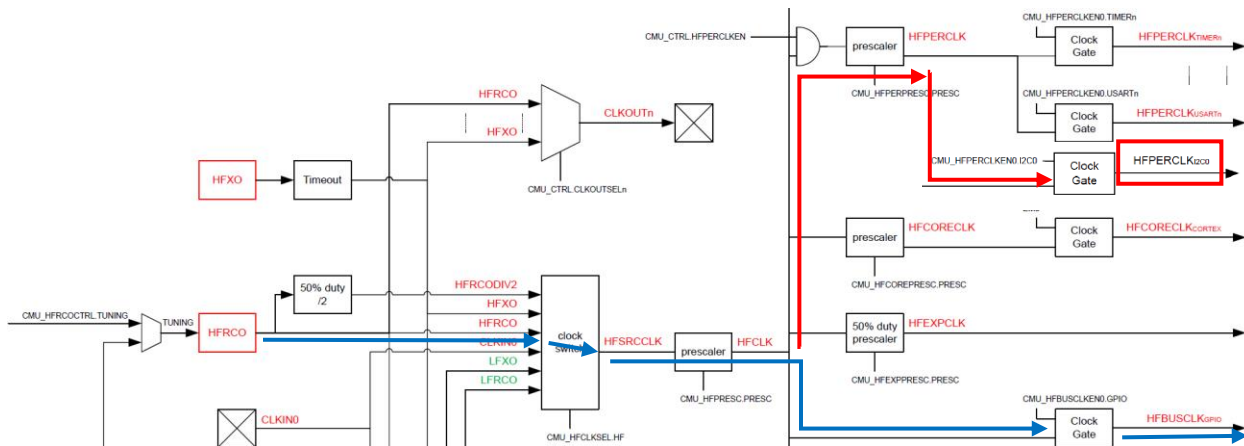 CMU_HFPERCLKEN0.TIMERn
CMU_CTRL.HFPERCLKEN
prescaler
HFPERCLK
Clock
Gate
HFPERCLKTIMERn
CMU_HFPERPRESC.PRESC
CMU_HFPERCLKEN0.USARTn
Clock
Gate
HFPERCLKUSARTn
HFRCO
CLKOUTn
HFXO
CMU_CTRL.CLKOUTSELn
HFXO
Timeout
CMU_HFPERCLKEN0.I2C0
Clock
Gate
HFPERCLKI2C0
prescaler
HFCORECLK
Clock
Gate
HFCORECLKCORTEX
CMU_HFCOREPRESC.PRESC
50% duty
/2
HFRCODIV2
HFXO
HFRCO
CLKIN0
LFXO
LFRCO
CMU_HFRCOCTRL.TUNING
TUNING
HFRCO
clock
switch
HFSRCCLK
prescaler
HFCLK
CMU_HFPRESC.PRESC
50% duty
prescaler
HFEXPCLK
CMU_HFEXPPRESC.PRESC
CLKIN0
CMU_HFCLKSEL.HF
CMU_HFBUSCLKEN0.GPIO
Clock
Gate
HFBUSCLKGPIO